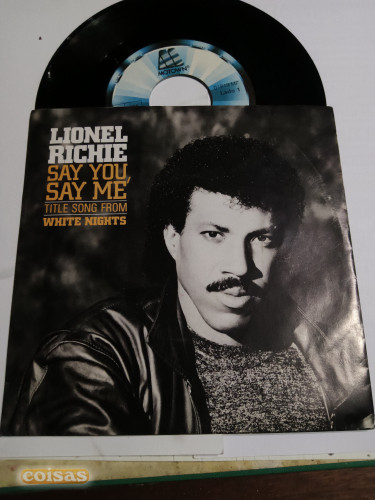 MOTOWN
LIONEL
RICHIE
SAY YOU,
SAY ME
TITLE SONG FROM
WHITE NIGHTS
coisas